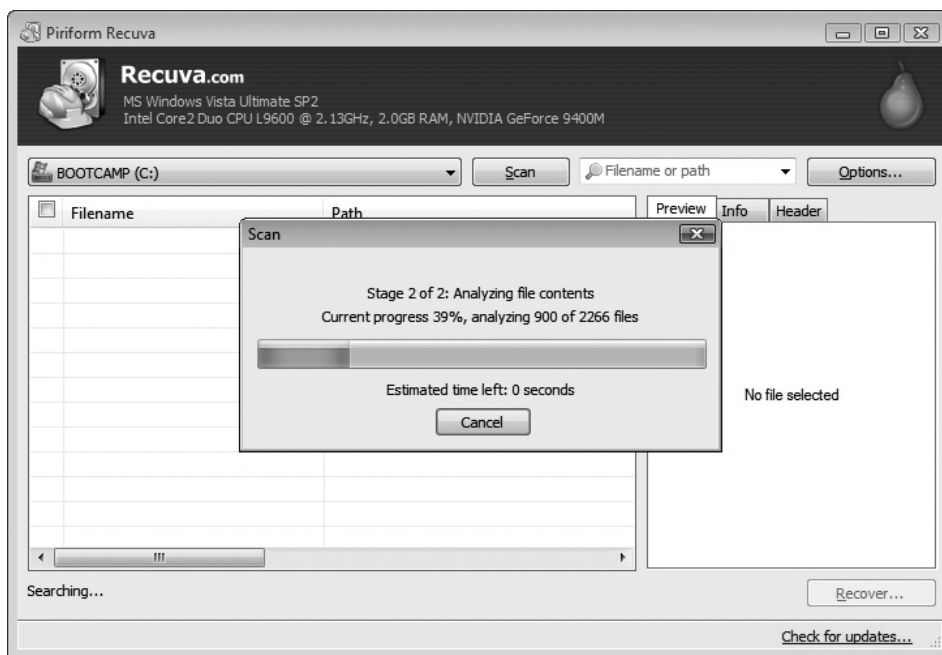 Piriform Recuva
Recuva.com
MS Windows Vista Ultimate SP2
Intel Core2 Duo CPU L9600 @ 2.13GHz, 2.0GB RAM, NVIDIA GeForce 9400M
BOOTCAMP (C:) Scan Filename or path Options...
Filename Path Preview Info Header
Scan
Stage 2 of 2: Analyzing file contents
Current progress 39%, analyzing 900 of 2266 files
Estimated time left: 0 seconds
No file selected
Cancel
Searching...
Recover...
Check for updates...